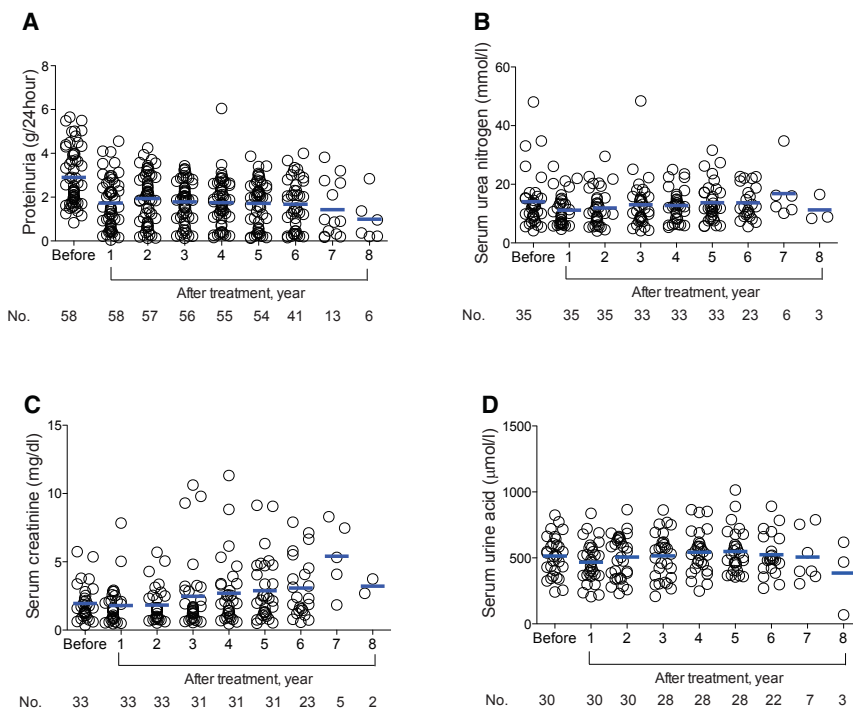 A
Proteinuria (g/24hour)
8
6
4
2
0
Before 1 2 3 4 5 6 7 8
After treatment, year
No. 58 58 57 56 55 54 41 13 6
B
Serum urea nitrogen (mmol/l)
60
40
20
0
Before 1 2 3 4 5 6 7 8
After treatment, year
No. 35 35 35 33 33 33 23 6 3
C
Serum creatnine (mg/dl)
15
10
5
0
Before 1 2 3 4 5 6 7 8
After treatment, year
No. 33 33 33 31 31 31 23 5 2
D
Serum urine acid (μmol/l)
1500
1000
500
0
Before 1 2 3 4 5 6 7 8
After treatment, year
No. 30 30 30 28 28 28 22 7 3